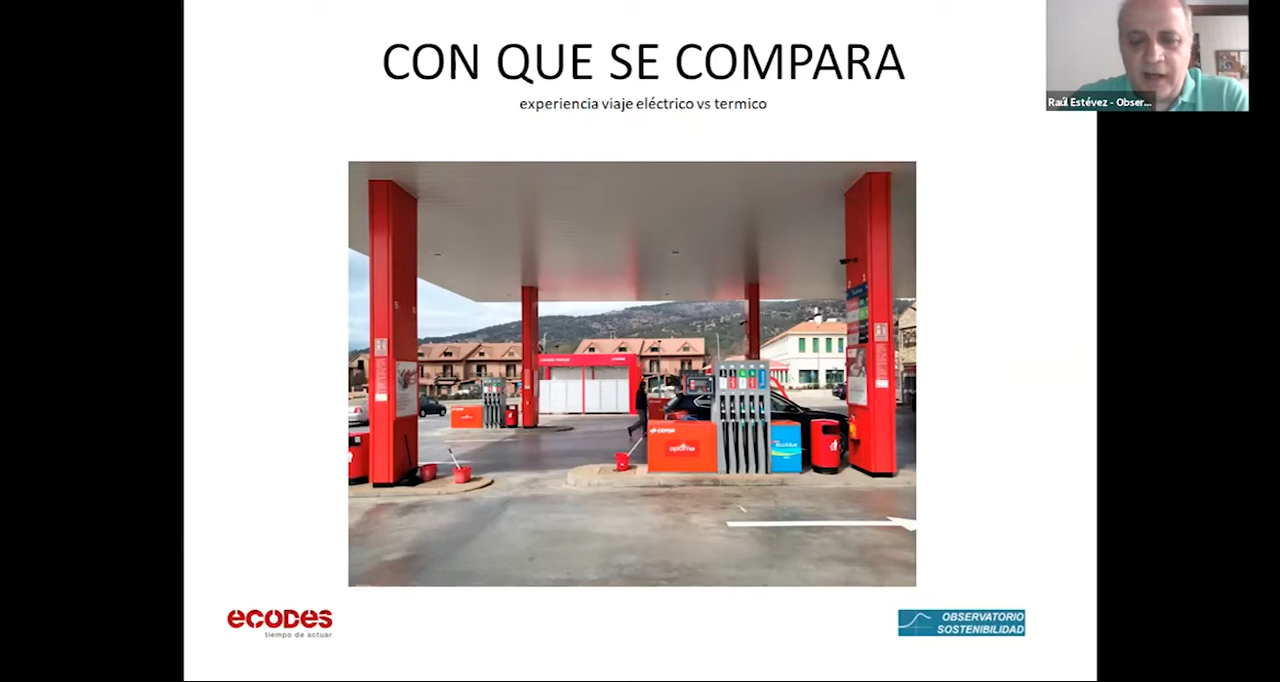 CON QUE SE COMPARA
experiencia viaje eléctrico vs termico
Raúl Estévez - Obser...
CEPSA
optima
ecoblue
ecodes
tiempo de actuar
OBSERVATORIO
SOSTENIBILIDAD